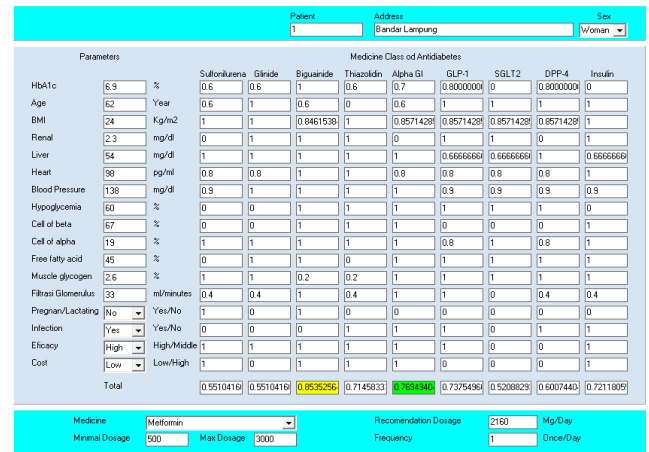 Patient Address Sex
1 Bandar Lampung Woman
Parameters Medicine Class od Antidiabetes
Sulfonilurena Glinide Biguainide Thiazolidin Alpha GI GLP-1 SGLT2 DPP-4 Insulin
HbA1c 6.9 % 0.6 0.6 1 0.6 0.7 0.8000000 0 0.8000000 0
Age 62 Year 0.6 1 0.6 0 0.6 1 1 1 1
BMI 24 Kg/m2 1 1 0.8461538 1 0.8571428 0.8571428 0.8571428 0.8571428 1
Renal 2.3 mg/dl 0 1 0 1 1 0 1 1 1
Liver 54 mg/dl 1 1 1 1 1 0.6666666 0.6666666 1 0.6666666
Heart 98 pg/ml 0.8 0.8 1 1 0.8 0.8 0.8 0.8 1
Blood Pressure 138 mg/dl 0.9 1 1 1 1 0.9 0.9 0.9 0.9
Hypoglycemia 60 % 0 0 1 1 1 1 1 1 0
Cell of beta 67 % 0 0 1 1 1 1 1 1 1
Cell of alpha 19 % 1 1 1 1 1 0.8 1 0.8 1
Free fatty acid 45 % 1 1 1 0 1 1 1 1 1
Muscle glycogen 2.6 % 1 1 0.2 0.2 1 1 1 1 1
Filtrasi Glomerulus 33 ml/minutes 0.4 0.4 1 0.4 1 1 0 0.4 0.4
Pregnan/Lactating No Yes/No 1 0 1 0 0 0 0 0 1
Infection Yes Yes/No 0 0 0 1 1 1 0 0 1
Eficacy High High/Middle 1 1 1 1 0 1 0 0 1
Cost Low Low/High 1 0 1 1 1 0 0 0 0
Total 0.5510416 0.5510416 0.8535256 0.7145833 0.7694940 0.7375496 0.5208829 0.6007440 0.7211805
Medicine Metformin Recomendation Dosage 2160 Mg/Day
Minimal Dosage 500 Max Dosage 3000 Frequency 1 Once/Day